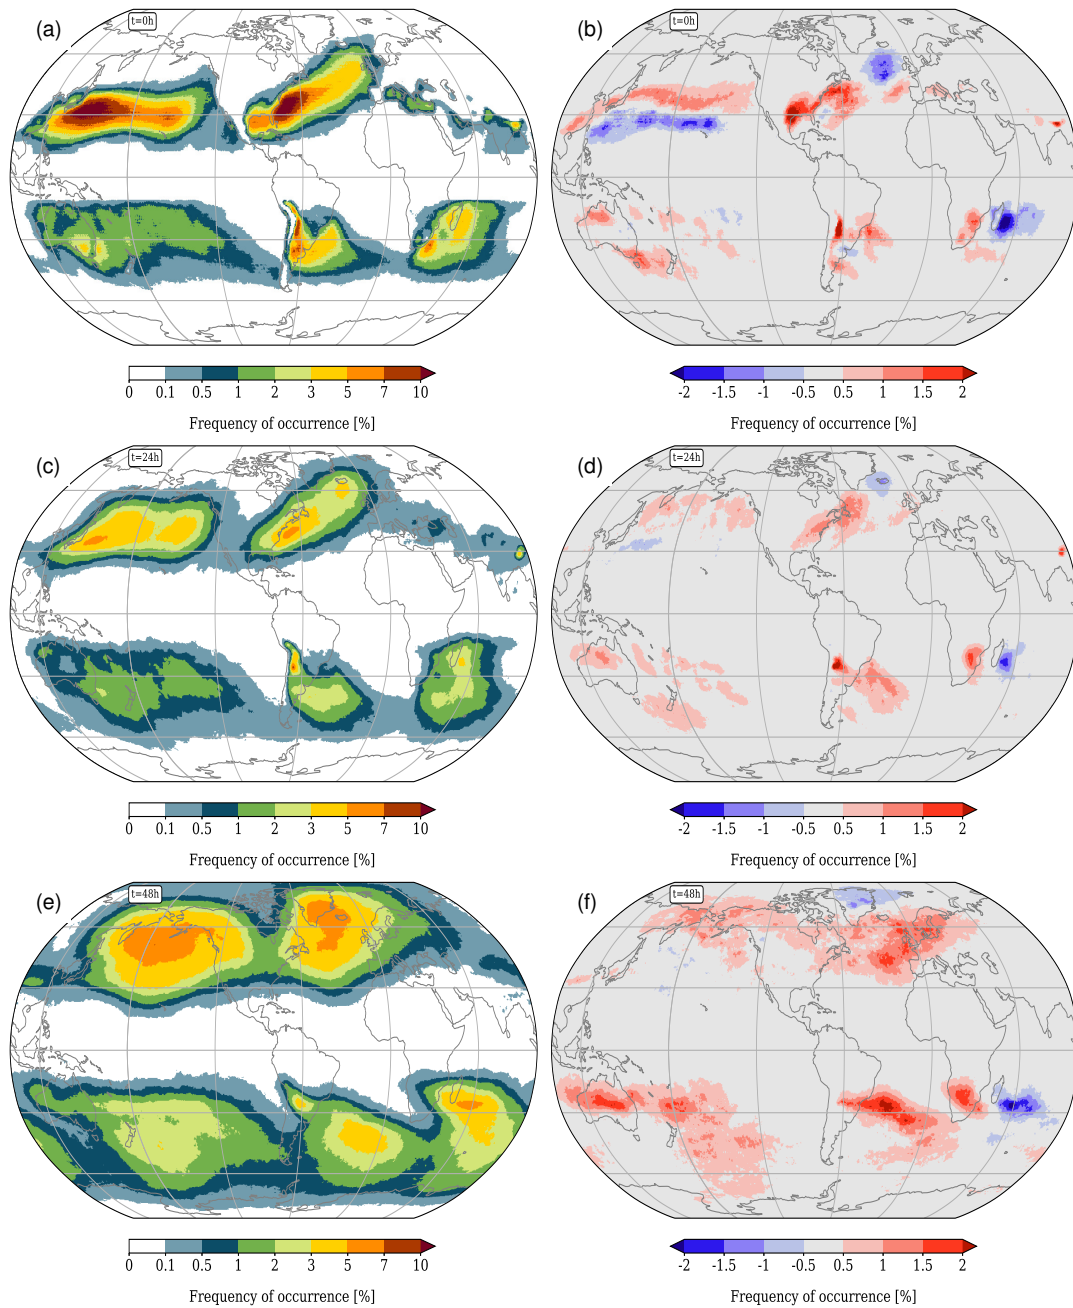 (a) t=0h (b) t=0h
0 0.1 0.5 1 2 3 5 7 10 -2 -1.5 -1 -0.5 0.5 1 1.5 2
Frequency of occurrence [%] Frequency of occurrence [%]
(c) t=24h (d) t=24h
0 0.1 0.5 1 2 3 5 7 10 -2 -1.5 -1 -0.5 0.5 1 1.5 2
Frequency of occurrence [%] Frequency of occurrence [%]
(e) t=48h (f) t=48h
0 0.1 0.5 1 2 3 5 7 10 -2 -1.5 -1 -0.5 0.5 1 1.5 2
Frequency of occurrence [%] Frequency of occurrence [%]